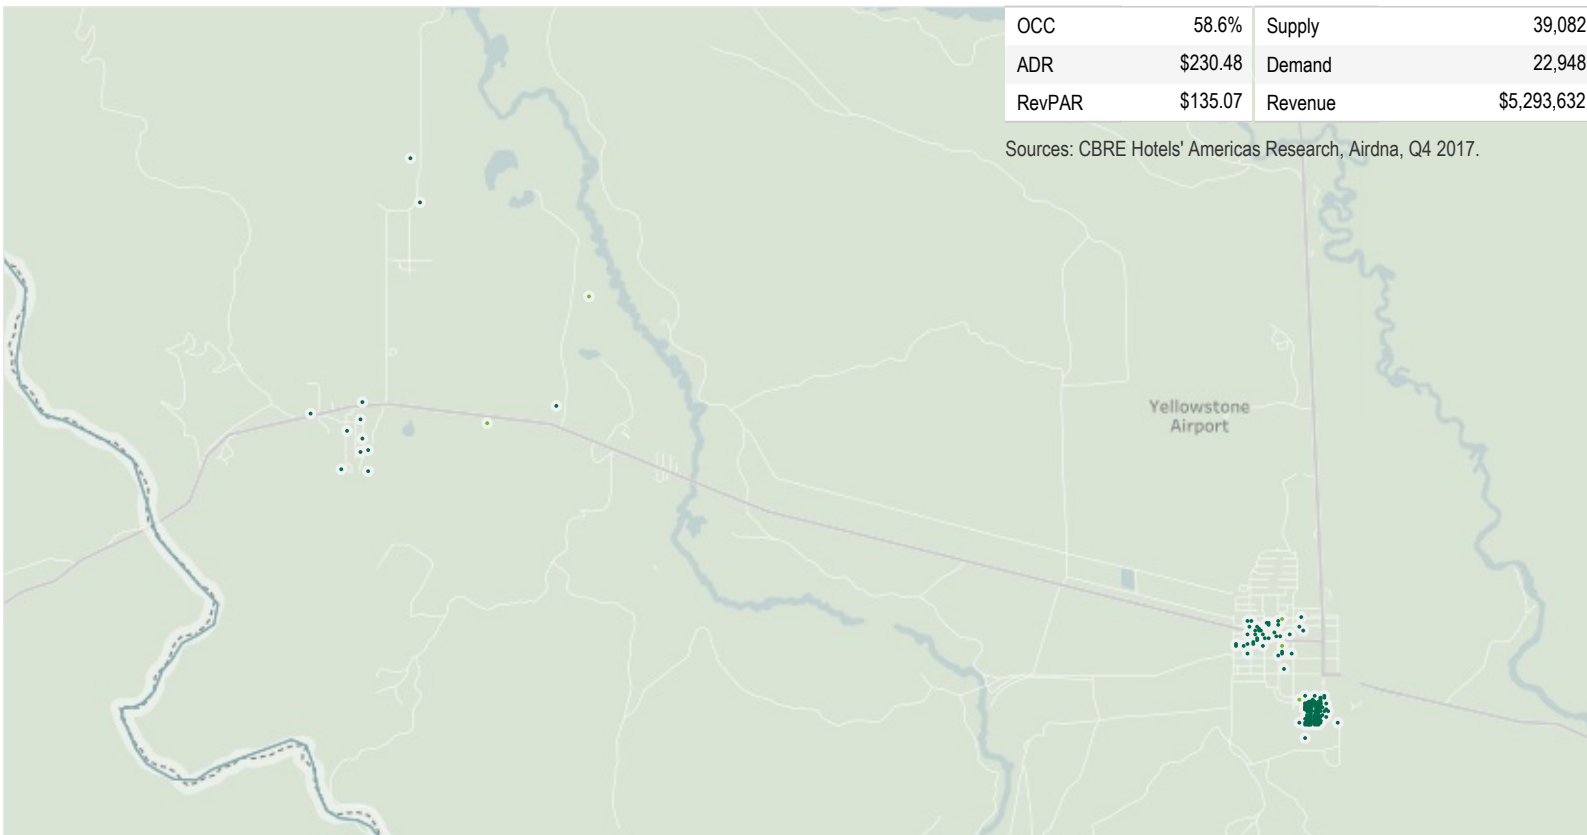 OCC 58.6% Supply 39,082
ADR $230.48 Demand 22,948
RevPAR $135.07 Revenue $5,293,632
Sources: CBRE Hotels' Americas Research, Airdna, Q4 2017.
Yellowstone
Airport